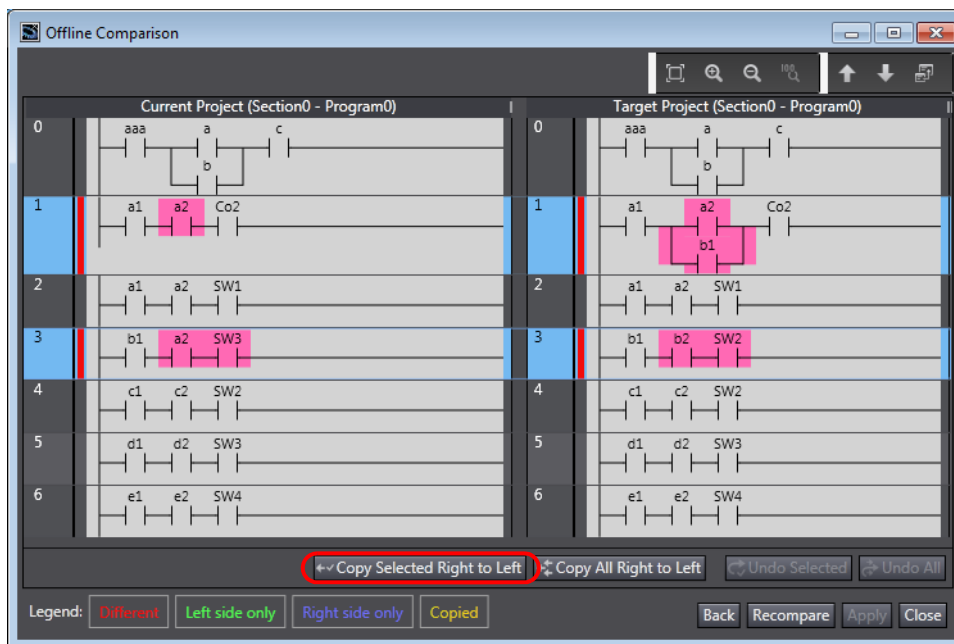 Offline Comparison
100
Current Project (Section0 - Program0)
Target Project (Section0 - Program0)
0
aaa a c
b
0
aaa a c
b
1
a1 a2 Co2
1
a1 a2 Co2
b1
2
a1 a2 SW1
2
a1 a2 SW1
3
b1 a2 SW3
3
b1 b2 SW2
4
c1 c2 SW2
4
c1 c2 SW2
5
d1 d2 SW3
5
d1 d2 SW3
6
e1 e2 SW4
6
e1 e2 SW4
Copy Selected Right to Left
Copy All Right to Left
Undo Selected
Undo All
Legend: Different Left side only Right side only Copied
Back Recompare Apply Close